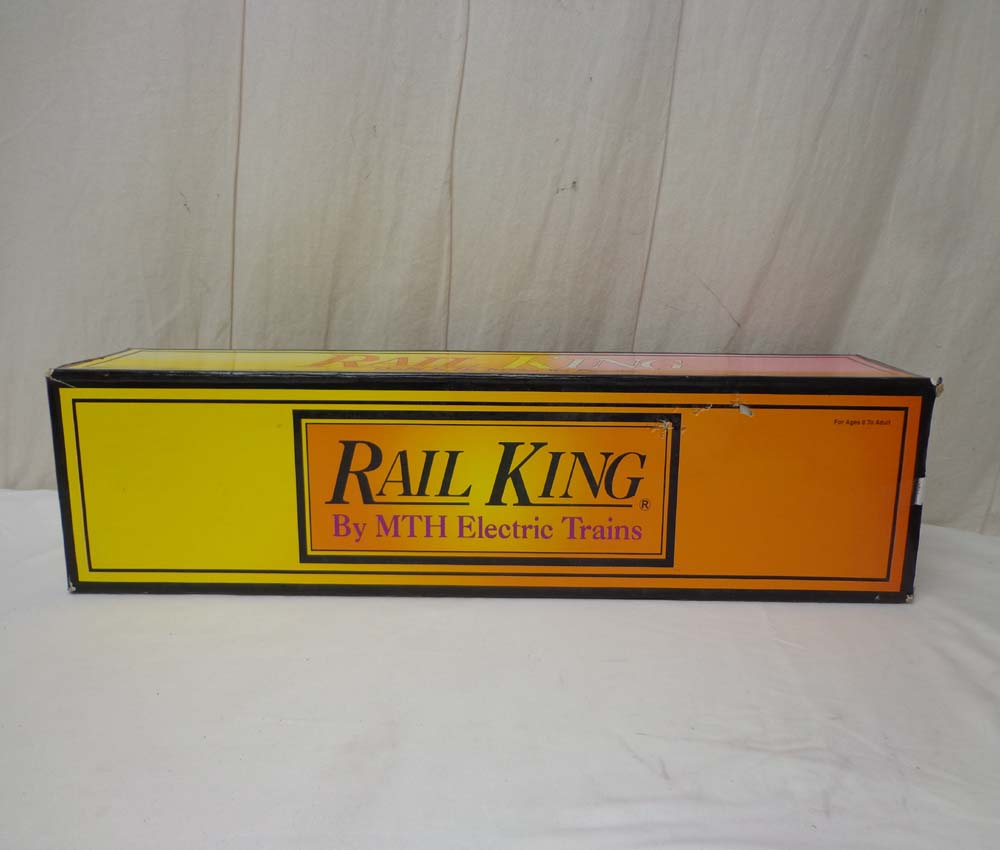 RAIL KING
RAIL KING®
By MTH Electric Trains
For Ages 8 To Adult